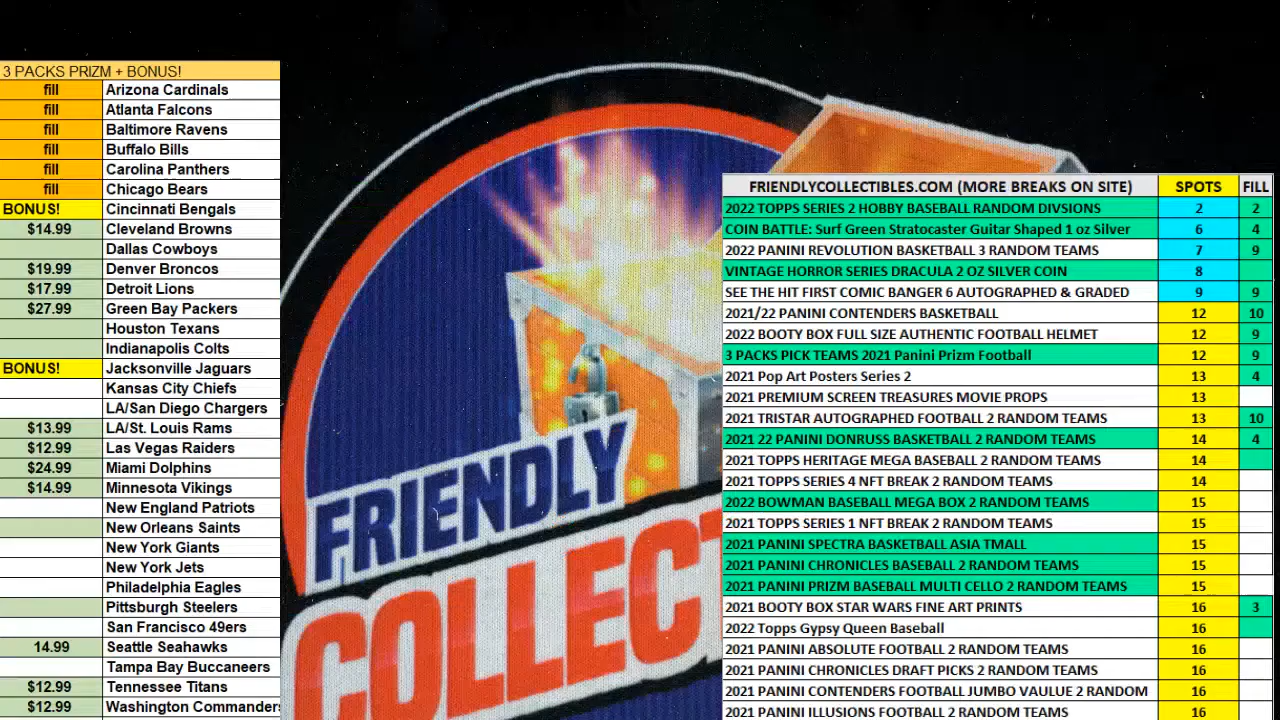 3 PACKS PRIZM + BONUS!
fill Arizona Cardinals
fill Atlanta Falcons
fill Baltimore Ravens
fill Buffalo Bills
fill Carolina Panthers
fill Chicago Bears
BONUS! Cincinnati Bengals
$14.99 Cleveland Browns
Dallas Cowboys
$19.99 Denver Broncos
$17.99 Detroit Lions
$27.99 Green Bay Packers
Houston Texans
Indianapolis Colts
BONUS! Jacksonville Jaguars
Kansas City Chiefs
LA/San Diego Chargers
$13.99 LA/St. Louis Rams
$12.99 Las Vegas Raiders
$24.99 Miami Dolphins
$14.99 Minnesota Vikings
New England Patriots
New Orleans Saints
New York Giants
New York Jets
Philadelphia Eagles
Pittsburgh Steelers
San Francisco 49ers
14.99 Seattle Seahawks
Tampa Bay Buccaneers
$12.99 Tennessee Titans
$12.99 Washington Commanders
FRIENDLY
COLLECT
FRIENDLYCOLLECTIBLES.COM (MORE BREAKS ON SITE) SPOTS FILL
2022 TOPPS SERIES 2 HOBBY BASEBALL RANDOM DIVSIONS 2 2
COIN BATTLE: Surf Green Stratocaster Guitar Shaped 1 oz Silver 6 4
2022 PANINI REVOLUTION BASKETBALL 3 RANDOM TEAMS 7 9
VINTAGE HORROR SERIES DRACULA 2 OZ SILVER COIN 8
SEE THE HIT FIRST COMIC BANGER 6 AUTOGRAPHED & GRADED 9 9
2021/22 PANINI CONTENDERS BASKETBALL 12 10
2022 BOOTY BOX FULL SIZE AUTHENTIC FOOTBALL HELMET 12 9
3 PACKS PICK TEAMS 2021 Panini Prizm Football 12 9
2021 Pop Art Posters Series 2 13 4
2021 PREMIUM SCREEN TREASURES MOVIE PROPS 13
2021 TRISTAR AUTOGRAPHED FOOTBALL 2 RANDOM TEAMS 13 10
2021 22 PANINI DONRUSS BASKETBALL 2 RANDOM TEAMS 14 4
2021 TOPPS HERITAGE MEGA BASEBALL 2 RANDOM TEAMS 14
2021 TOPPS SERIES 4 NFT BREAK 2 RANDOM TEAMS 14
2022 BOWMAN BASEBALL MEGA BOX 2 RANDOM TEAMS 15
2021 TOPPS SERIES 1 NFT BREAK 2 RANDOM TEAMS 15
2021 PANINI SPECTRA BASKETBALL ASIA TMALL 15
2021 PANINI CHRONICLES BASEBALL 2 RANDOM TEAMS 15
2021 PANINI PRIZM BASEBALL MULTI CELLO 2 RANDOM TEAMS 15
2021 BOOTY BOX STAR WARS FINE ART PRINTS 16 3
2022 Topps Gypsy Queen Baseball 16
2021 PANINI ABSOLUTE FOOTBALL 2 RANDOM TEAMS 16
2021 PANINI CHRONICLES DRAFT PICKS 2 RANDOM TEAMS 16
2021 PANINI CONTENDERS FOOTBALL JUMBO VAULUE 2 RANDOM 16
2021 PANINI ILLUSIONS FOOTBALL 2 RANDOM TEAMS 16